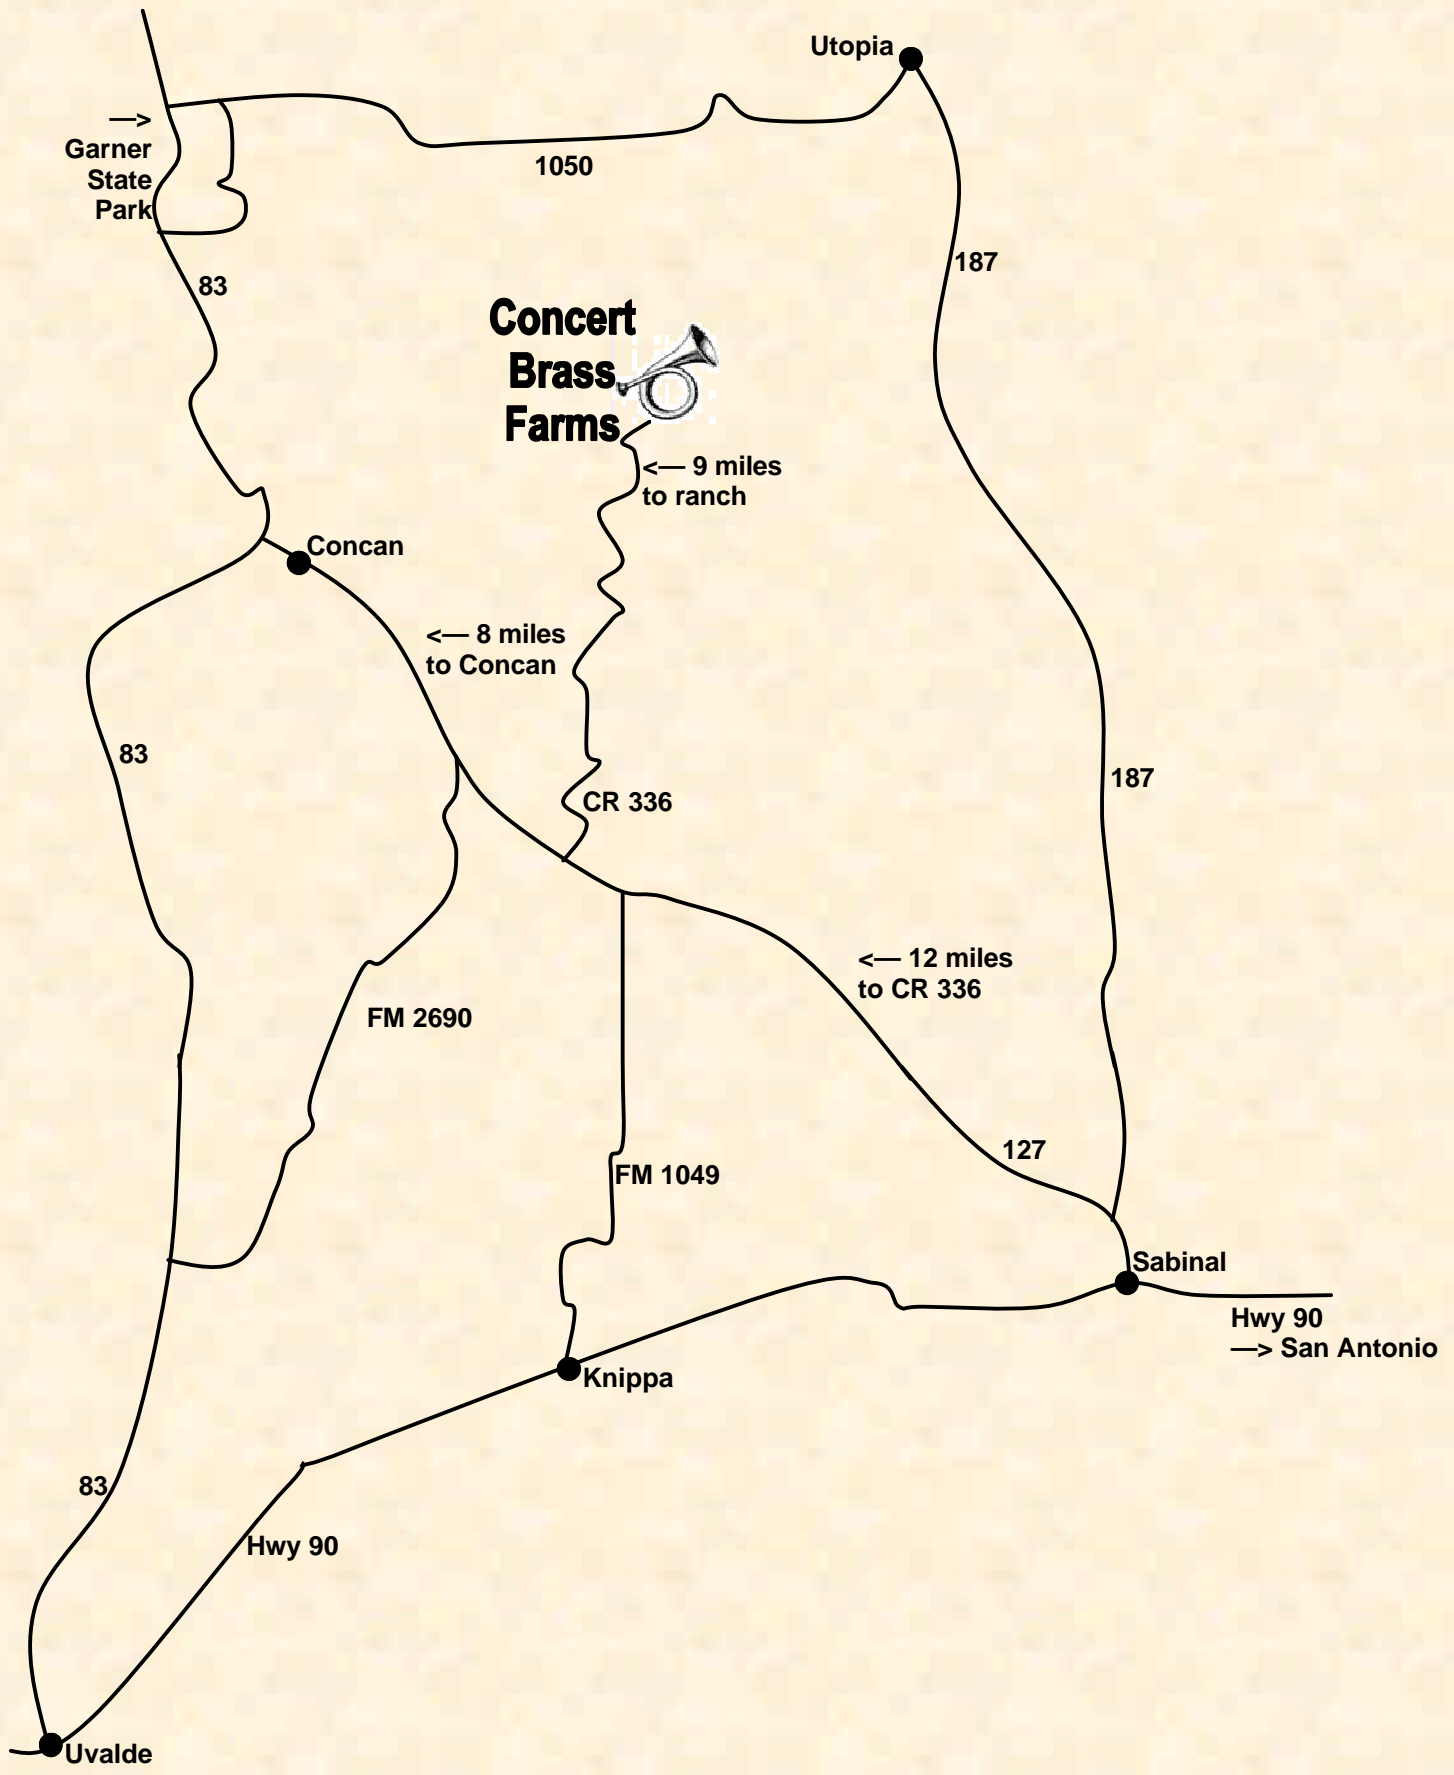 Utopia
—>
Garner
State
Park
1050
187
83
Concert
Brass
Farms
<— 9 miles
to ranch
Concan
<— 8 miles
to Concan
83
187
CR 336
<— 12 miles
to CR 336
FM 2690
127
FM 1049
Sabinal
Hwy 90
—> San Antonio
Knippa
83
Hwy 90
Uvalde